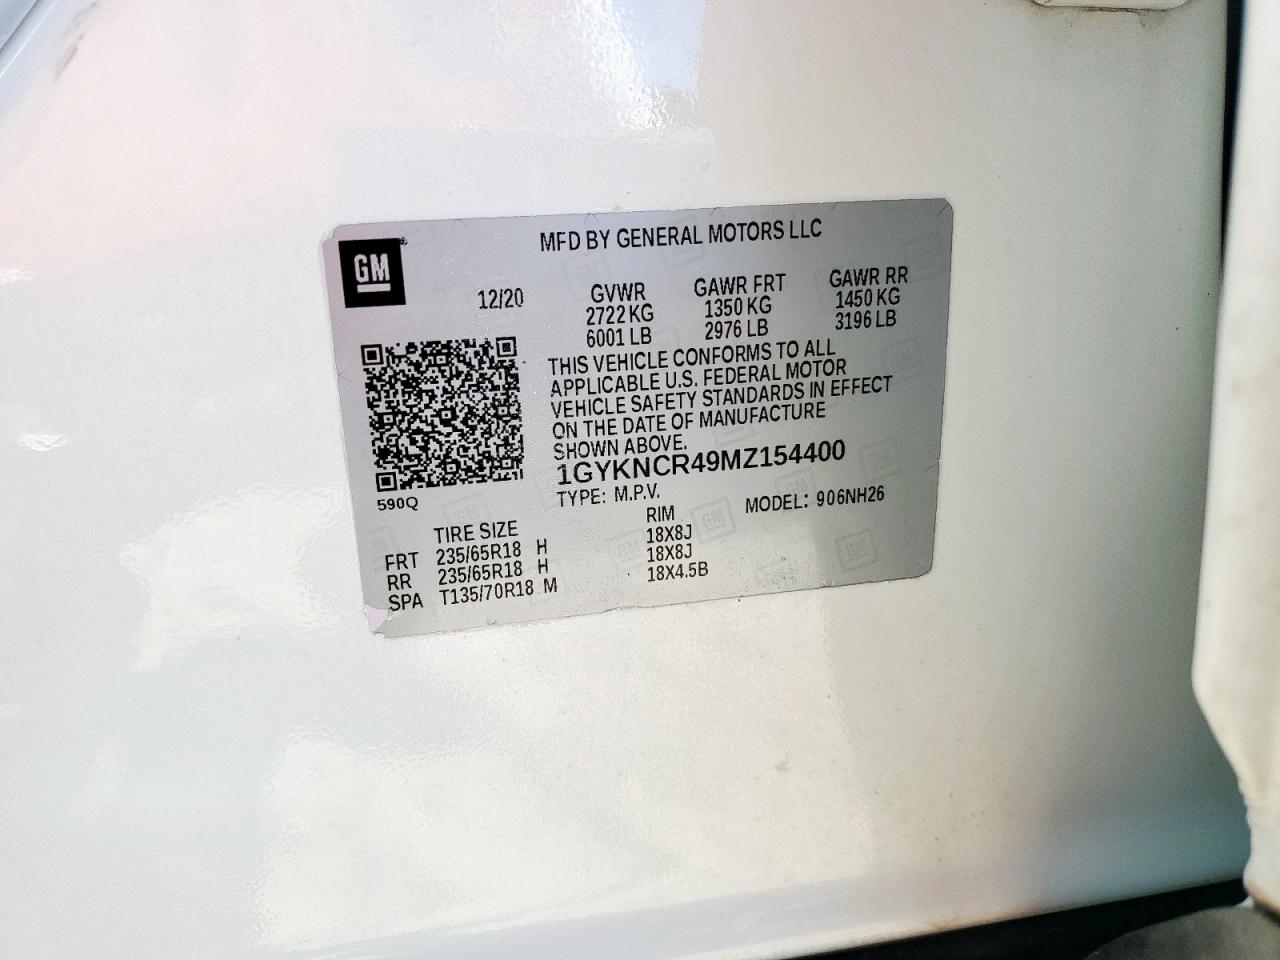 MFD BY GENERAL MOTORS LLC
GM
12/20 GVWR GAWR FRT GAWR RR
2722 KG 1350 KG 1450 KG
6001 LB 2976 LB 3196 LB
THIS VEHICLE CONFORMS TO ALL
APPLICABLE U.S. FEDERAL MOTOR
VEHICLE SAFETY STANDARDS IN EFFECT
ON THE DATE OF MANUFACTURE
SHOWN ABOVE.
1GYKNCR49MZ154400
590Q
TYPE: M.P.V. MODEL: 906NH26
TIRE SIZE RIM
FRT 235/65R18 H 18X8J
RR 235/65R18 H 18X8J
SPA T135/70R18 M 18X4.5B